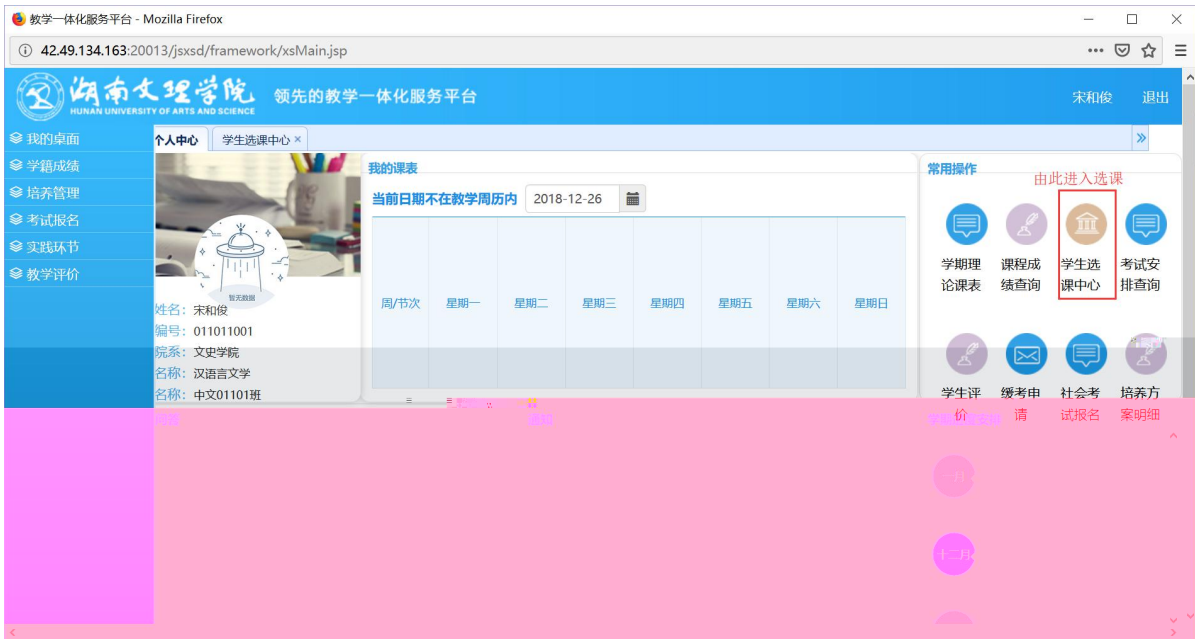 教学一体化服务平台 - Mozilla Firefox
42.49.134.163:20013/jsxsd/framework/xsMain.jsp
湖南文理学院
HUNAN UNIVERSITY OF ARTS AND SCIENCE
领先的教学一体化服务平台
宋和俊 退出
我的桌面
学籍成绩
培养管理
考试报名
实践环节
教学评价
个人中心 学生选课中心 ×
暂无数据
姓名：宋和俊
编号：011011001
院系：文史学院
名称：汉语言文学
名称：中文01101班
我的课表
当前日期不在教学周历内 2018-12-26
周/节次 星期一 星期二 星期三 星期四 星期五 星期六 星期日
常用操作
由此进入选课
学期理论课表
课程成绩查询
学生选课中心
考试安排查询
学生评价
缓考申请
社会考试报名
培养方案明细
问答
通知
一月
十二月